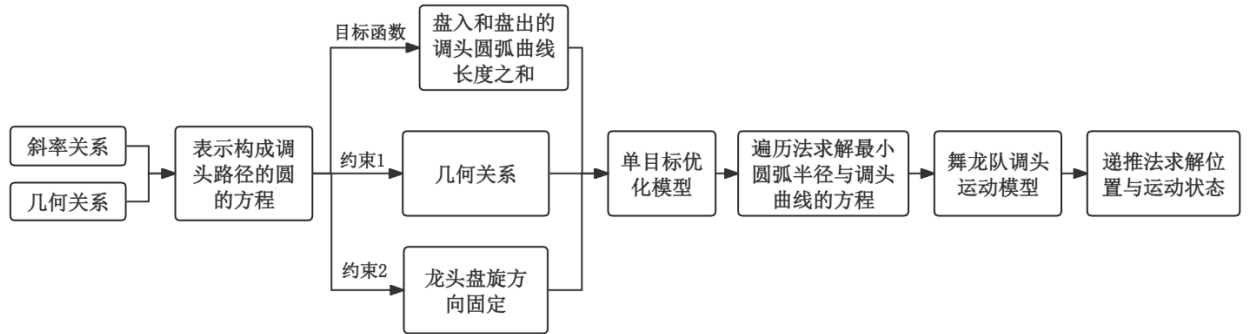 斜率关系
几何关系
表示构成调
头路径的圆
的方程
目标函数
盘入和盘出的
调头圆弧曲线
长度之和
约束1
几何关系
约束2
龙头盘旋方
向固定
单目标优
化模型
遍历法求解最小
圆弧半径与调头
曲线的方程
舞龙队调头
运动模型
递推法求解位
置与运动状态